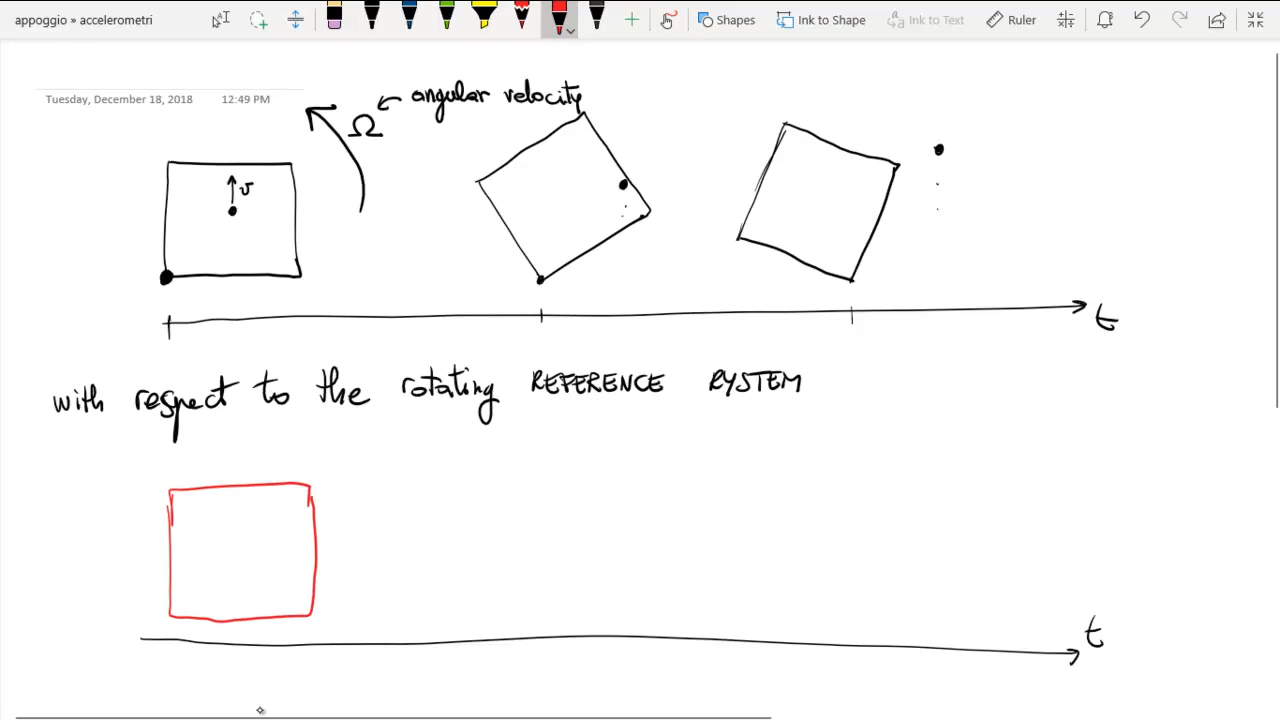 appoggio » accelerometri
Shapes
Ink to Shape
Ink to Text
Ruler
Tuesday, December 18, 2018 12:49 PM
Ω ← angular velocity
v
t
with respect to the rotating REFERENCE RYSTEM
t